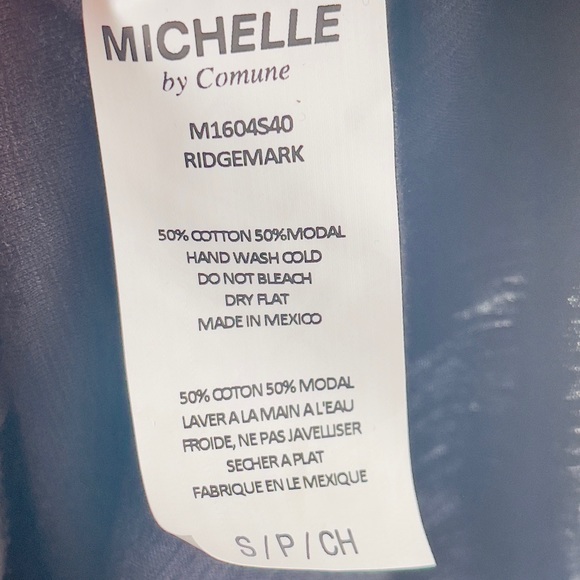 MICHELLE
by Comune
M1604S40
RIDGEMARK
50% COTTON 50%MODAL
HAND WASH COLD
DO NOT BLEACH
DRY FLAT
MADE IN MEXICO
50% COTON 50% MODAL
LAVER A LA MAIN A L'EAU
FROIDE, NE PAS JAVELLISER
SECHER A PLAT
FABRIQUE EN LE MEXIQUE
S / P / CH